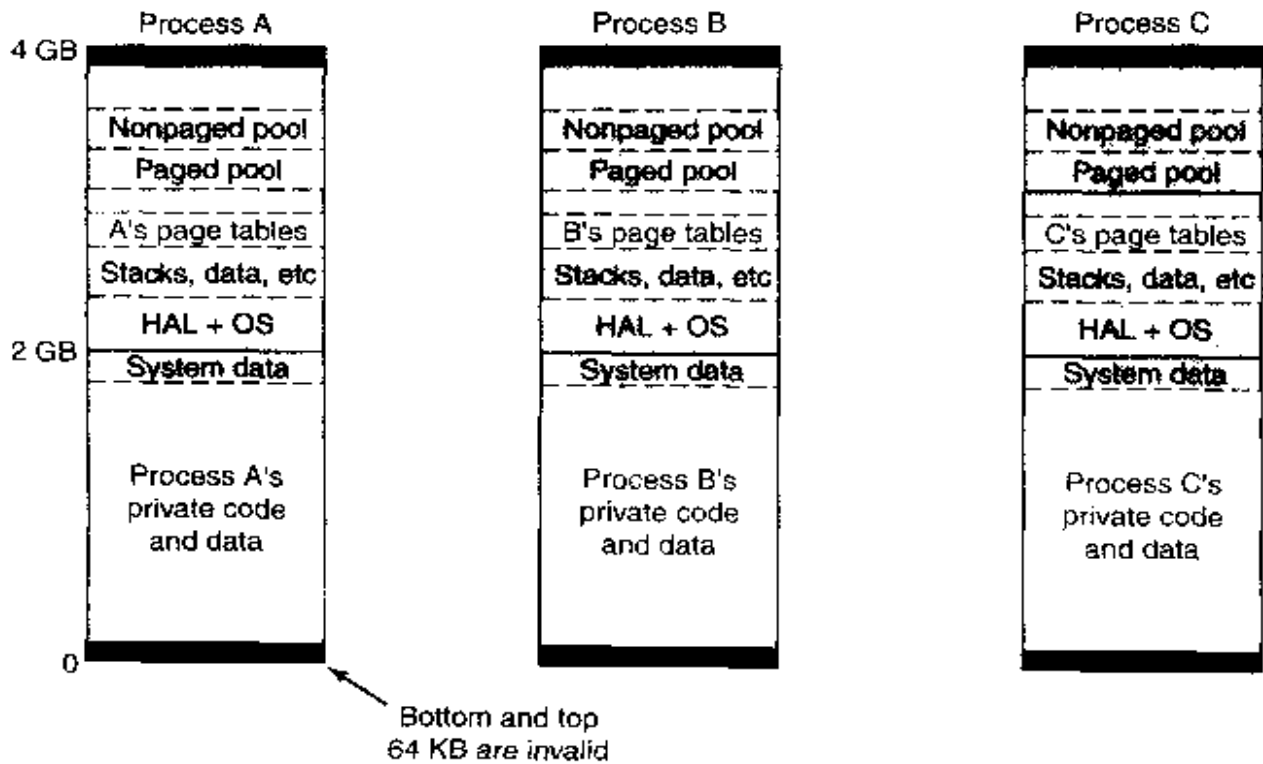 Process A
Process B
Process C
4 GB
Nonpaged pool
Nonpaged pool
Nonpaged pool
Paged pool
Paged pool
Paged pool
A's page tables
B's page tables
C's page tables
Stacks, data, etc
Stacks, data, etc
Stacks, data, etc
HAL + OS
HAL + OS
HAL + OS
2 GB
System data
System data
System data
Process A's
private code
and data
Process B's
private code
and data
Process C's
private code
and data
0
Bottom and top
64 KB are invalid